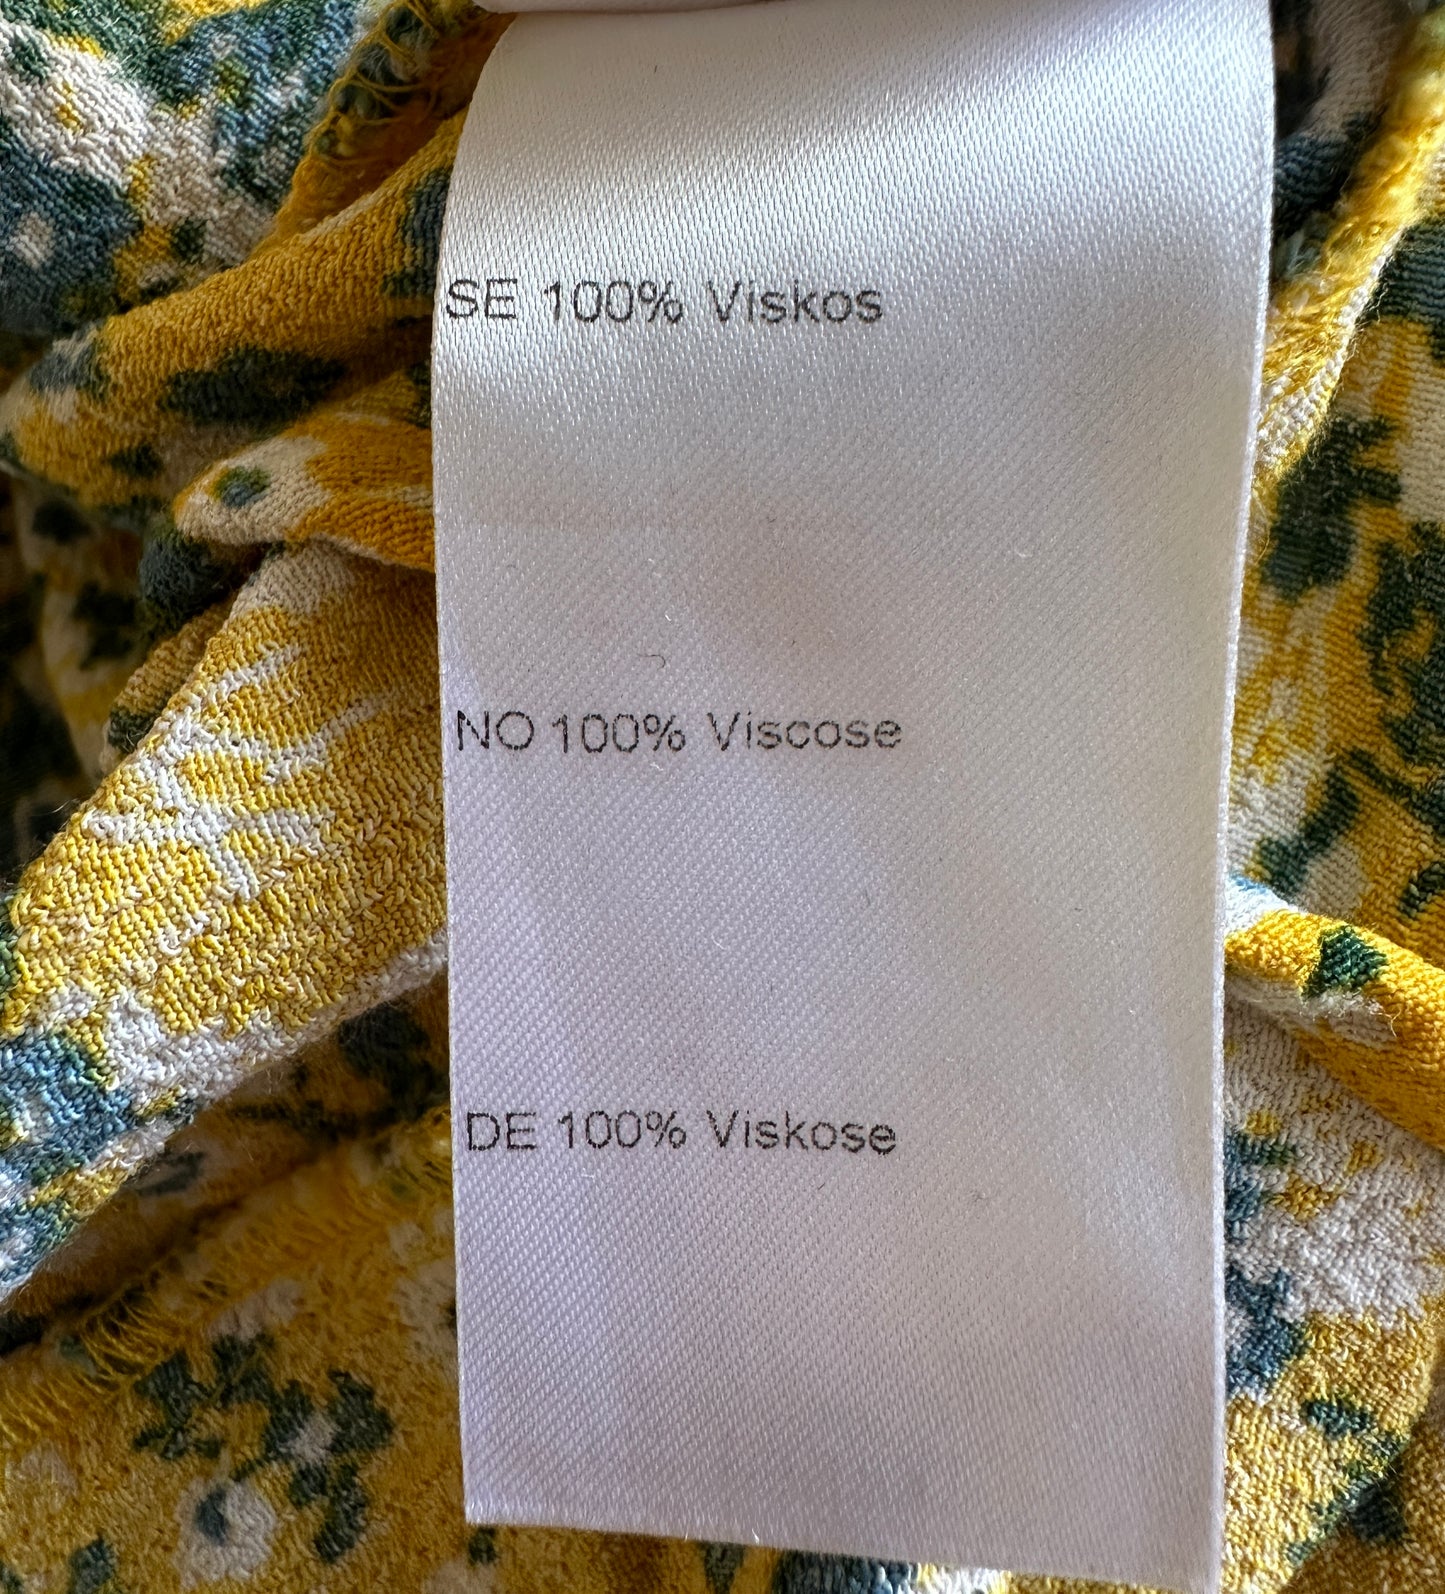 SE 100% Viskos
NO 100% Viscose
DE 100% Viskose